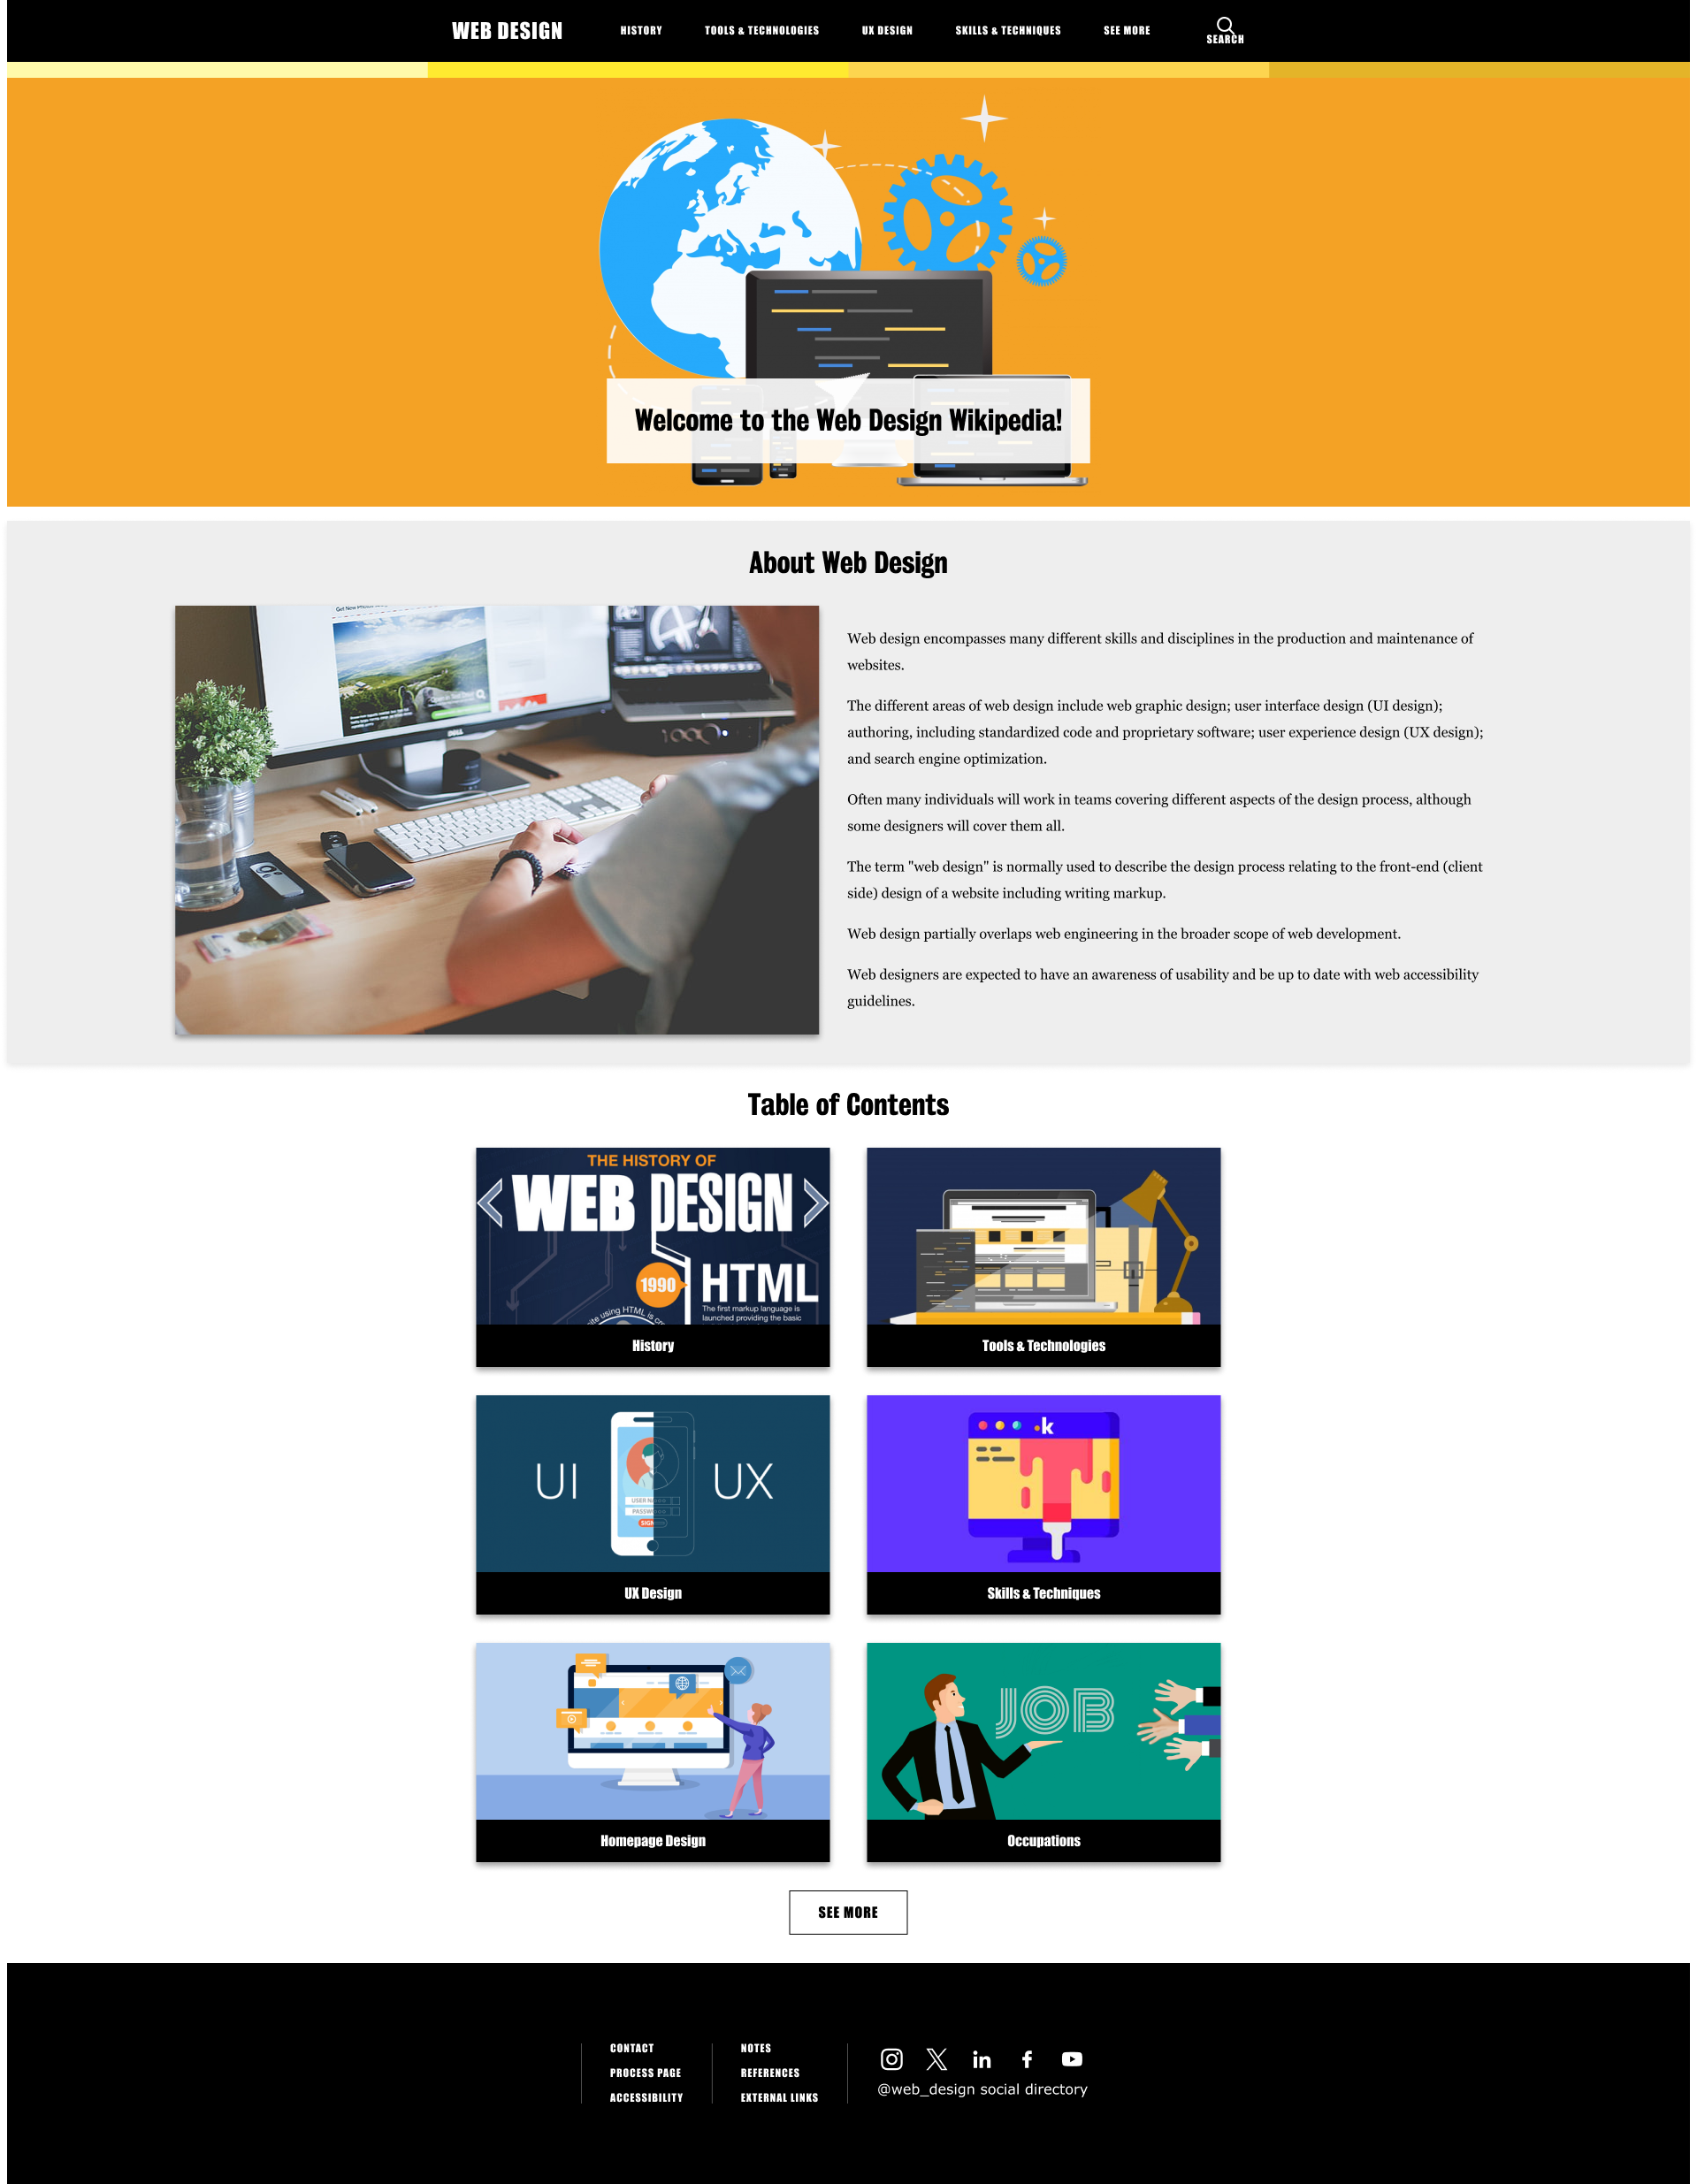 WEB DESIGN
HISTORY
TOOLS & TECHNOLOGIES
UX DESIGN
SKILLS & TECHNIQUES
SEE MORE
SEARCH
Welcome to the Web Design Wikipedia!
About Web Design
DELL
Web design encompasses many different skills and disciplines in the production and maintenance of
websites.
The different areas of web design include web graphic design; user interface design (UI design);
authoring, including standardized code and proprietary software; user experience design (UX design);
and search engine optimization.
Often many individuals will work in teams covering different aspects of the design process, although
some designers will cover them all.
The term "web design" is normally used to describe the design process relating to the front-end (client
side) design of a website including writing markup.
Web design partially overlaps web engineering in the broader scope of web development.
Web designers are expected to have an awareness of usability and be up to date with web accessibility
guidelines.
Table of Contents
THE HISTORY OF
WEB DESIGN
1990
HTML
The first markup language is
launched providing the basic
using HTML is
History
Tools & Technologies
UI
UX
UX Design
.k
Skills & Techniques
Homepage Design
JOB
Occupations
SEE MORE
CONTACT
PROCESS PAGE
ACCESSIBILITY
NOTES
REFERENCES
EXTERNAL LINKS
@web_design social directory